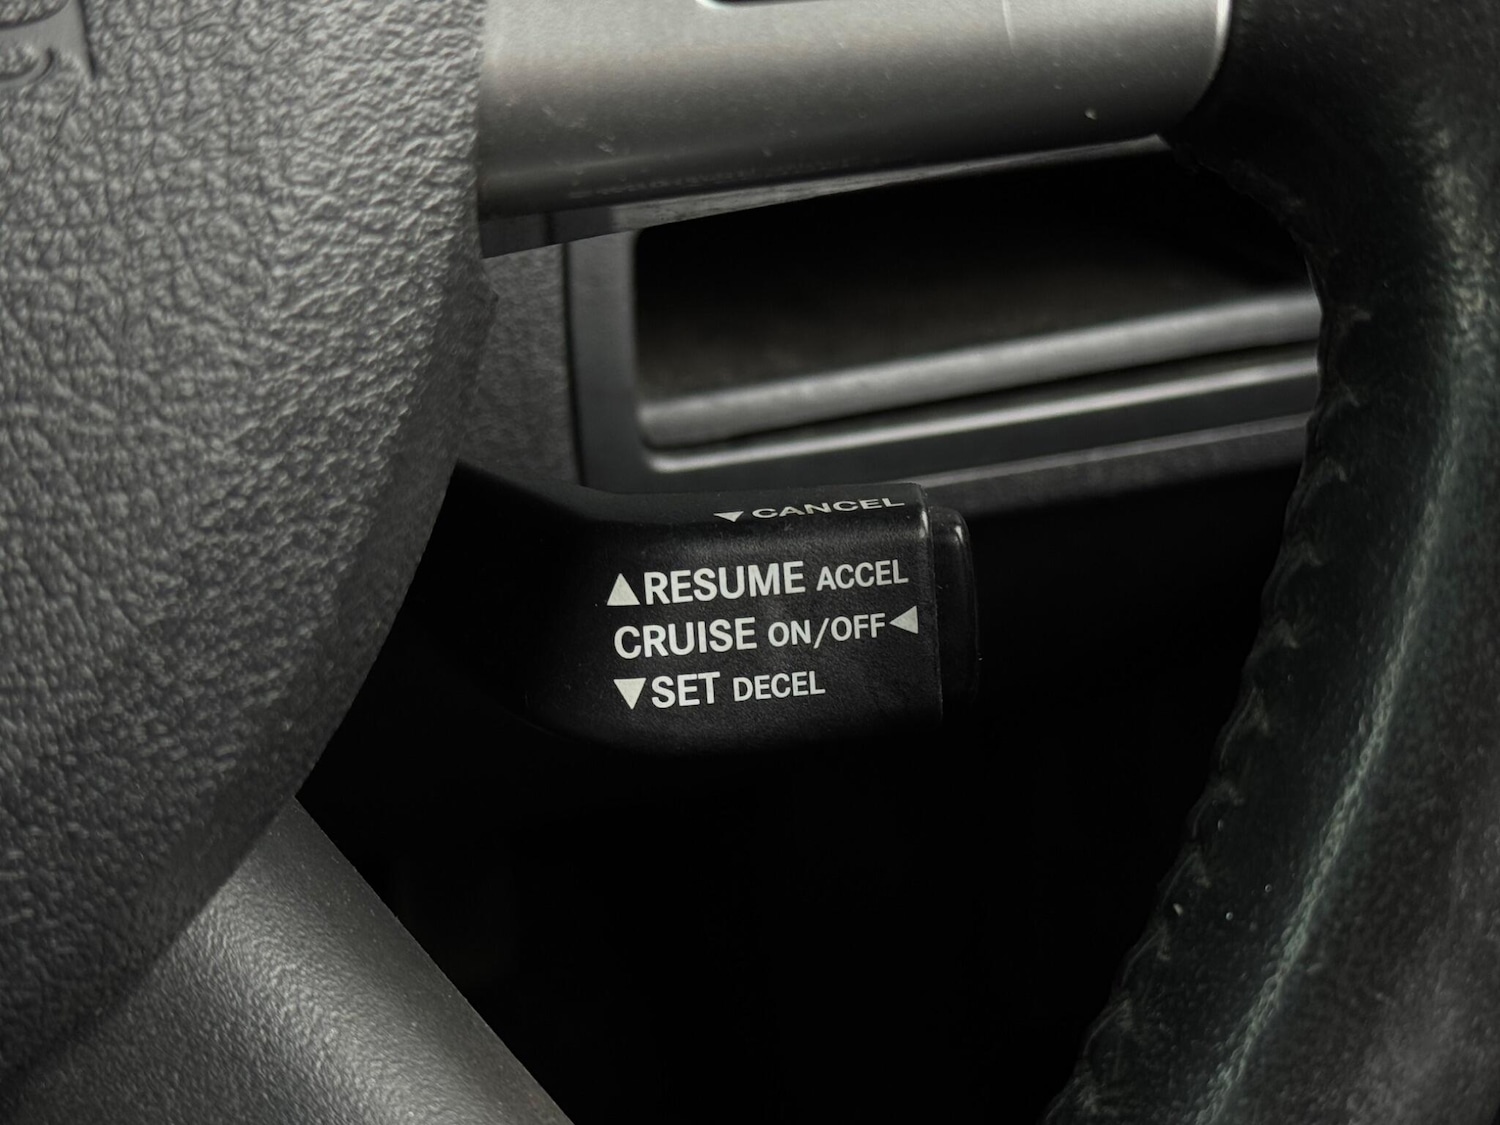 ▼CANCEL
▲RESUME ACCEL
CRUISE ON/OFF◀
▼SET DECEL